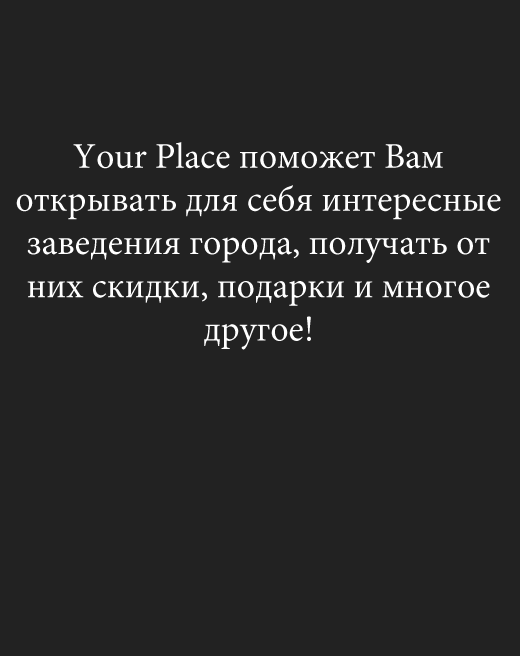 Your Place поможет Вам
открывать для себя интересные
заведения города, получать от
них скидки, подарки и многое
другое!